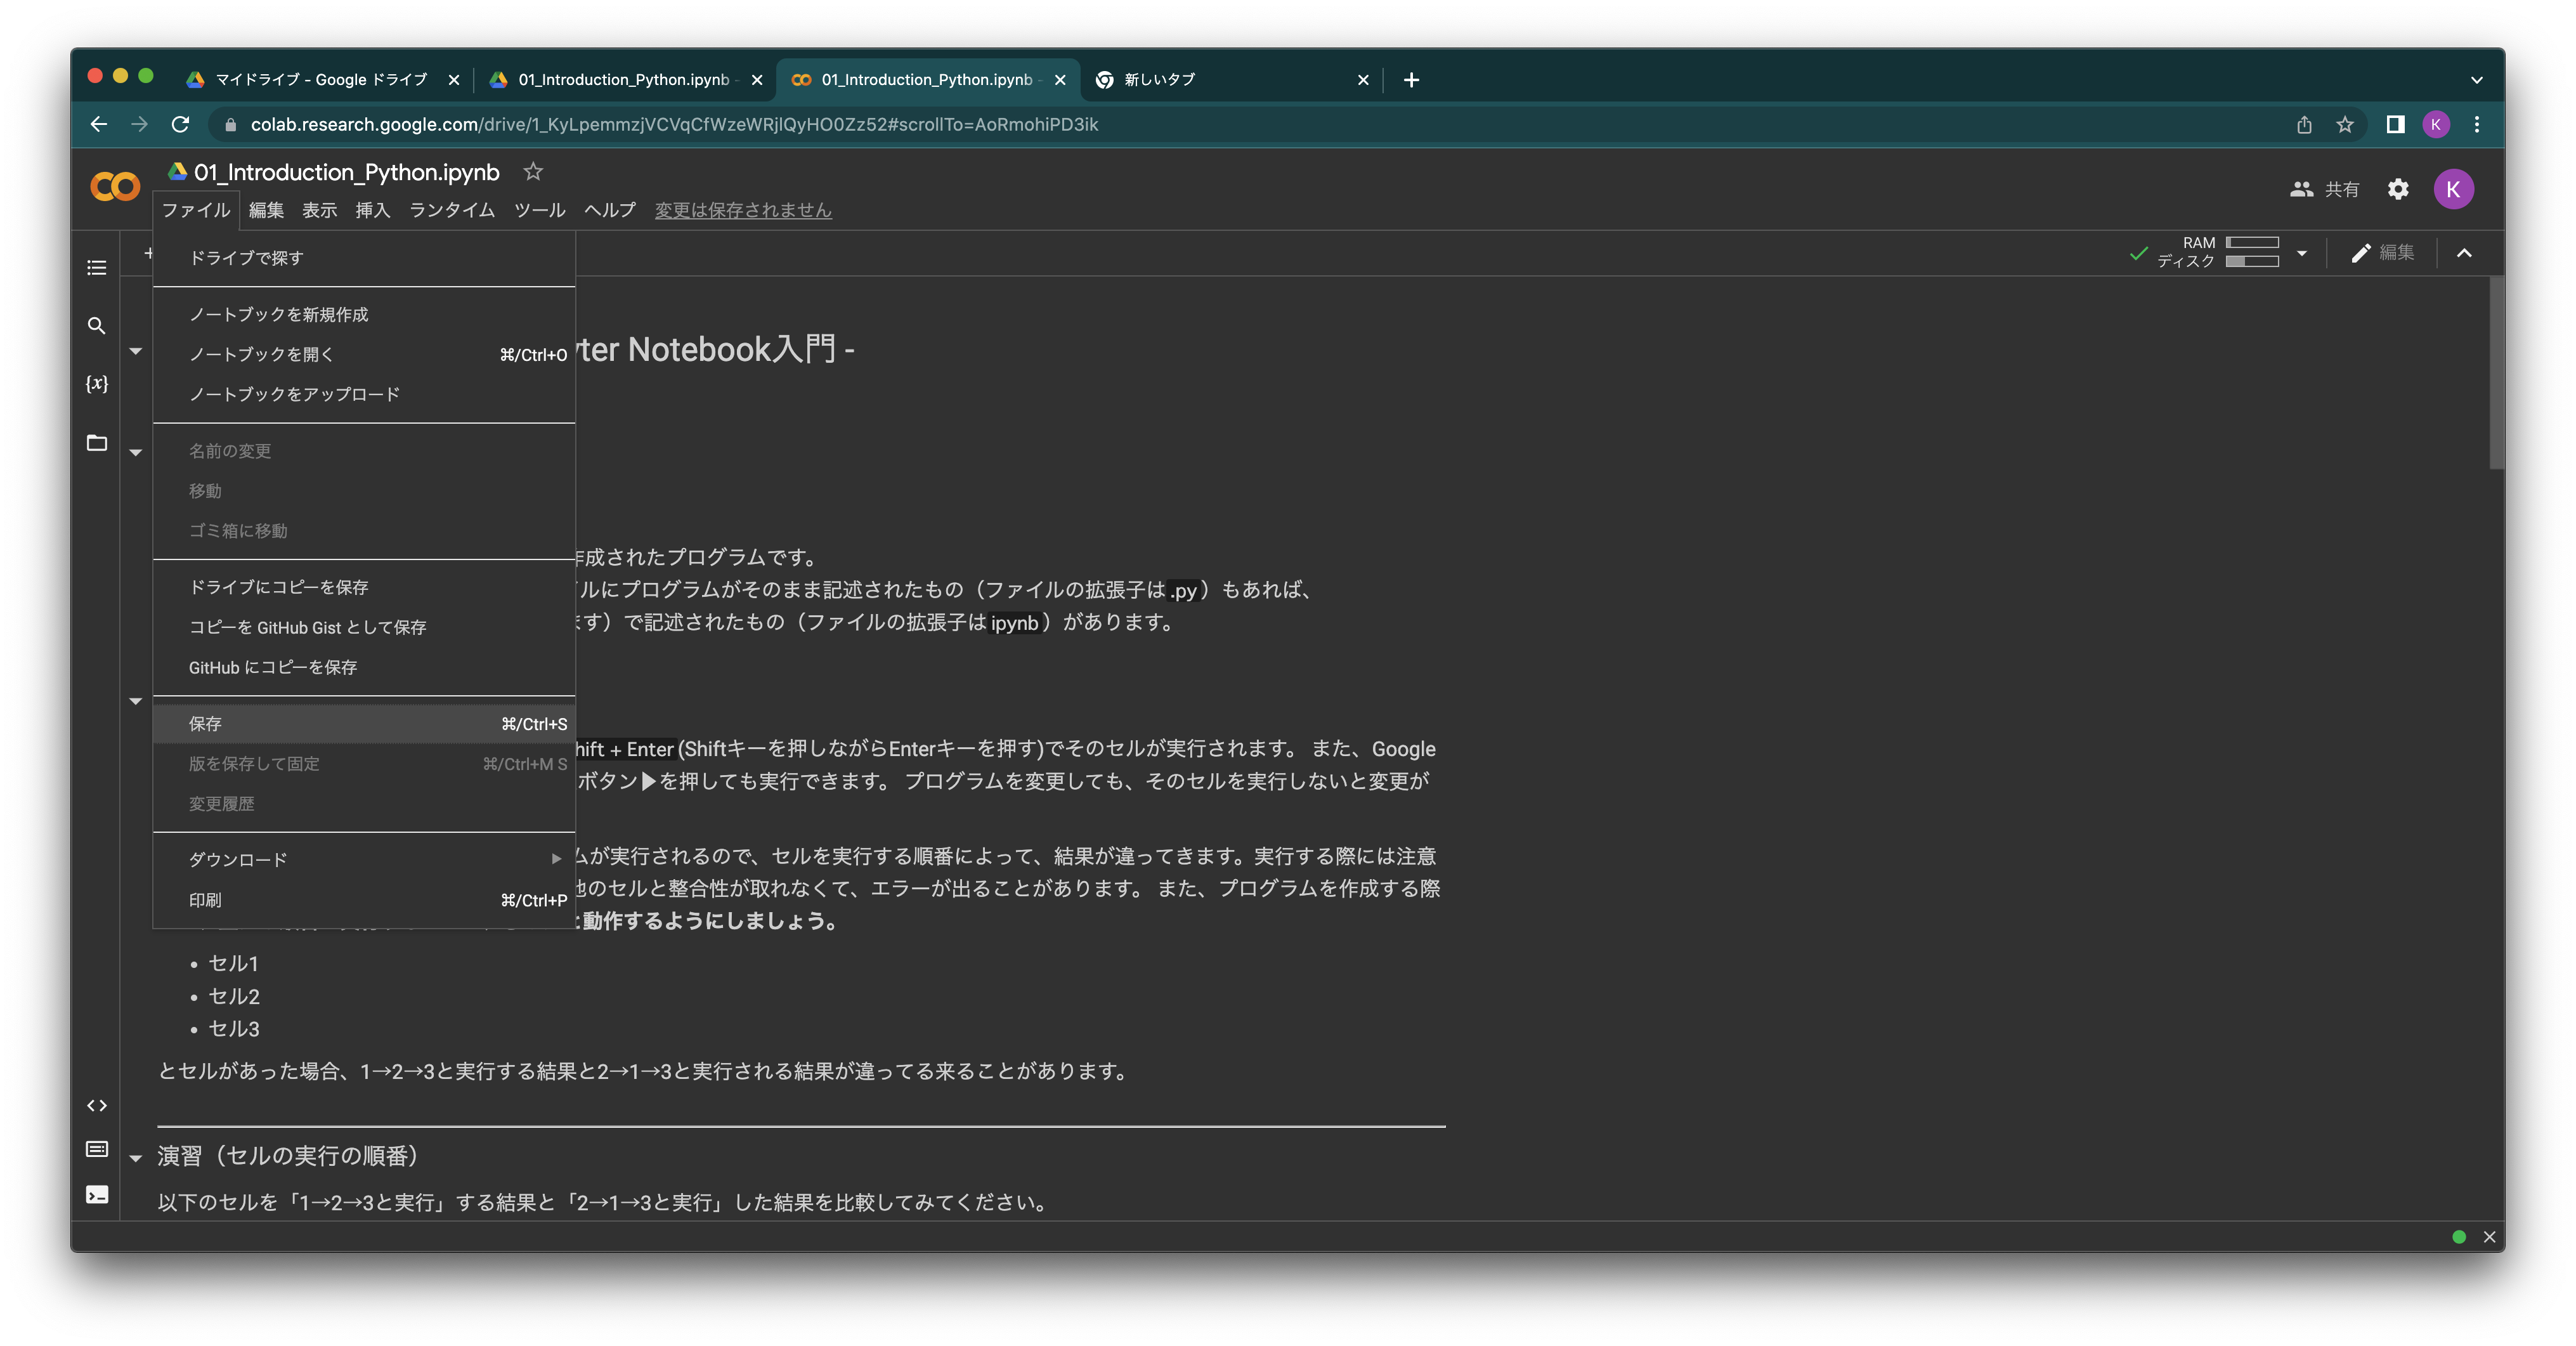 マイドライブ - Google ドライブ
01_Introduction_Python.ipynb -
01_Introduction_Python.ipynb -
新しいタブ
colab.research.google.com/drive/1_KyLpemmzjVCVqCfWzeWRjlQyHO0Zz52#scrollTo=AoRmohiPD3ik
K
01_Introduction_Python.ipynb
ファイル 編集 表示 挿入 ランタイム ツール ヘルプ 変更は保存されません
共有
K
RAM
ディスク
編集
ドライブで探す
ノートブックを新規作成
ノートブックを開く ⌘/Ctrl+O
ノートブックをアップロード
名前の変更
移動
ゴミ箱に移動
ドライブにコピーを保存
コピーを GitHub Gist として保存
GitHub にコピーを保存
保存 ⌘/Ctrl+S
版を保存して固定 ⌘/Ctrl+M S
変更履歴
ダウンロード
印刷 ⌘/Ctrl+P
{x}
yter Notebook入門 -
作成されたプログラムです。
ルにプログラムがそのまま記述されたもの（ファイルの拡張子は.py）もあれば、
ます）で記述されたもの（ファイルの拡張子はipynb）があります。
hift + Enter(Shiftキーを押しながらEnterキーを押す)でそのセルが実行されます。 また、Google
ボタン▶を押しても実行できます。 プログラムを変更しても、そのセルを実行しないと変更が
ムが実行されるので、セルを実行する順番によって、結果が違ってきます。実行する際には注意
他のセルと整合性が取れなくて、エラーが出ることがあります。 また、プログラムを作成する際
と動作するようにしましょう。
• セル1
• セル2
• セル3
とセルがあった場合、1→2→3と実行する結果と2→1→3と実行される結果が違ってる来ることがあります。
演習（セルの実行の順番）
以下のセルを「1→2→3と実行」する結果と「2→1→3と実行」した結果を比較してみてください。